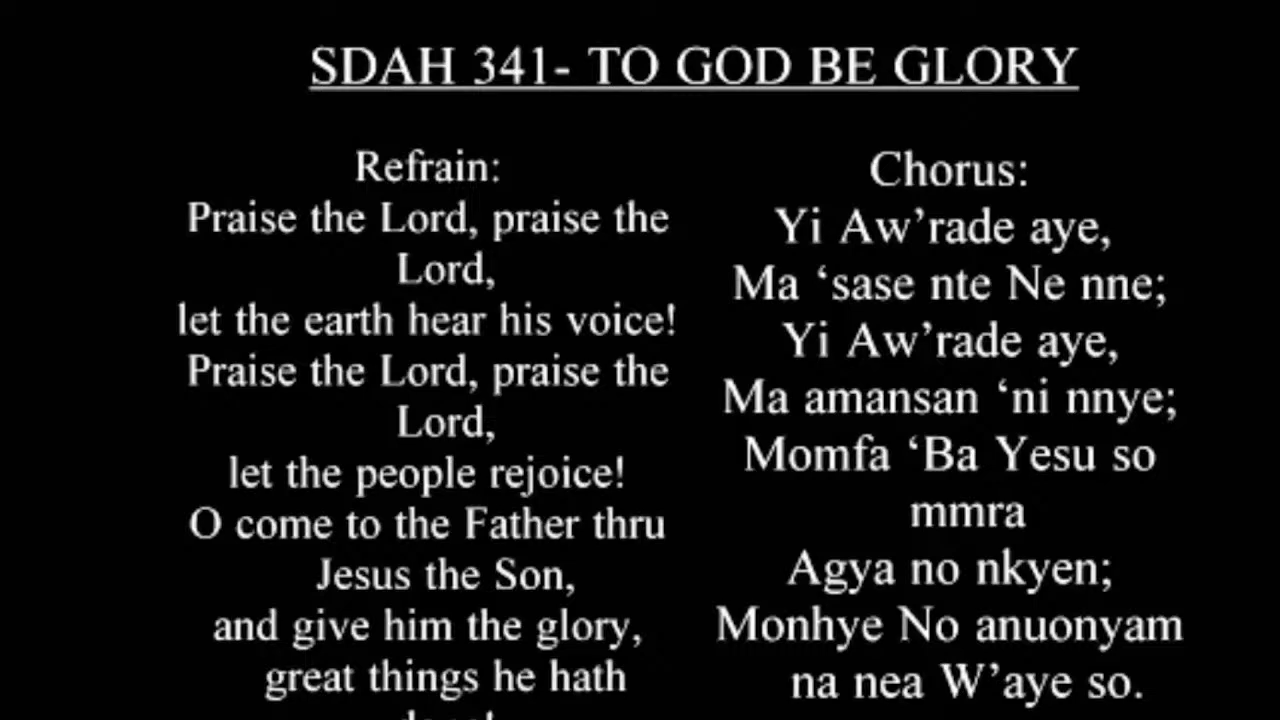 SDAH 341- TO GOD BE GLORY
Refrain:
Praise the Lord, praise the
Lord,
let the earth hear his voice!
Praise the Lord, praise the
Lord,
let the people rejoice!
O come to the Father thru
Jesus the Son,
and give him the glory,
great things he hath
Chorus:
Yi Aw’rade aye,
Ma ‘sase nte Ne nne;
Yi Aw’rade aye,
Ma amansan ‘ni nnye;
Momfa ‘Ba Yesu so
mmra
Agya no nkyen;
Monhye No anuonyam
na nea W’aye so.